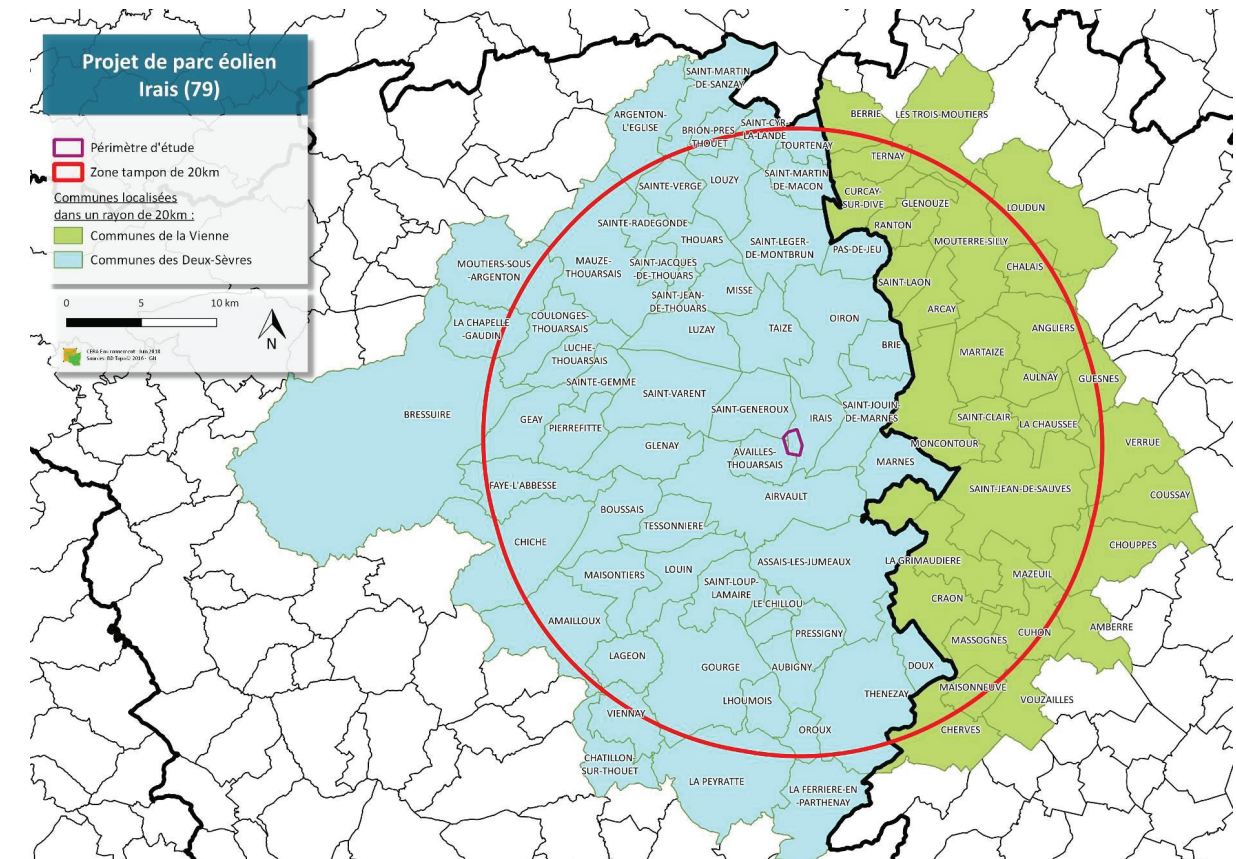 Projet de parc éolien
Irais (79)
Périmètre d'étude
Zone tampon de 20km
Communes localisées
dans un rayon de 20km :
Communes de la Vienne
Communes des Deux-Sèvres
0 5 10 km
N
CERA Environnement Juin 2018
SAINT-MARTIN
-DE-SANZAY
ARGENTON-
L'EGLISE
BRION-PRES
THOUET
SAINT-CYR-
LA-LANDE
TOURTENAY
BERRIE
LES TROIS-MOUTIERS
TERNAY
SAINTE-VERGE
LOUZY
SAINT-MARTIN
-DE-MACON
CURCAY-
SUR-DIVE
GLENOUZE
LOUDUN
SAINTE-RADEGONDE
RANTON
THOUARS
SAINT-LEGER-
DE-MONTBRUN
PAS-DE-JEU
MOUTERRE-SILLY
MOUTIERS-SOUS
-ARGENTON
MAUZE-
THOUARSAIS
SAINT-JACQUES
-DE-THOUARS
CHALAIS
SAINT-LAON
MISSE
SAINT-JEAN-
DE-THOUARS
ARCAY
LA CHAPELLE
-GAUDIN
COULONGES-
THOUARSAIS
LUZAY
TAIZE
OIRON
ANGLIERS
BRIE
LUCHE-
THOUARSAIS
MARTAIZE
SAINTE-GEMME
AULNAY
GUESNES
BRESSUIRE
SAINT-VARENT
GEAY
PIERREFITTE
SAINT-GENEROUX
IRAIS
SAINT-JOUIN-
DE-MARNES
SAINT-CLAIR
LA CHAUSSEE
GLENAY
MONCONTOUR
VERRUE
AVAILLES-
THOUARSAIS
MARNES
FAYE-L'ABBESSE
AIRVAULT
SAINT-JEAN-DE-SAUVES
COUSSAY
BOUSSAIS
TESSONNIERE
CHICHE
CHOUPPES
MAISONTIERS
LOUIN
ASSAIS-LES-JUMEAUX
LA GRIMAUDIERE
MAZEUIL
SAINT-LOUP-
LAMAIRE
LE CHILLOU
CRAON
AMAILLOUX
PRESSIGNY
MASSOGNES
CUHON
AMBERRE
LAGEON
GOURGE
AUBIGNY
DOUX
LHOUMOIS
THENEZAY
MAISONNEUVE
VOUZAILLES
VIENNAY
OROUX
CHERVES
CHATILLON-
SUR-THOUET
LA PEYRATTE
LA FERRIERE-EN
-PARTHENAY